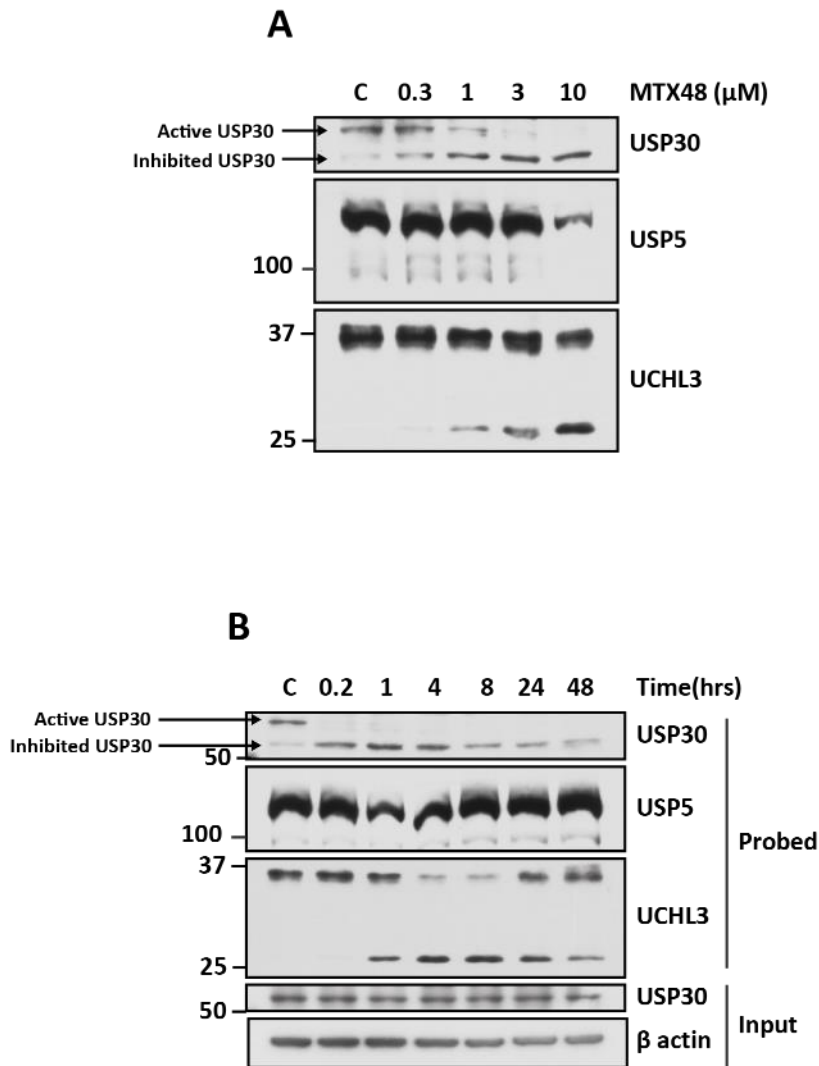 A
C 0.3 1 3 10 MTX48 (μM)
Active USP30
Inhibited USP30
USP30
USP5
100
37
UCHL3
25
B
C 0.2 1 4 8 24 48 Time(hrs)
Active USP30
Inhibited USP30
USP30
50
USP5
100
Probed
37
UCHL3
25
USP30
50
Input
β actin